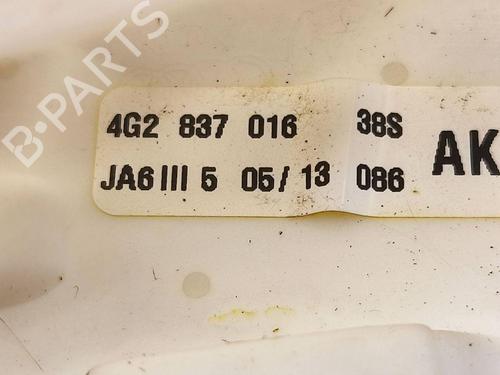 4G2 837 016 38S
JA6 III 5 05/13 086
AK
B-PARTS